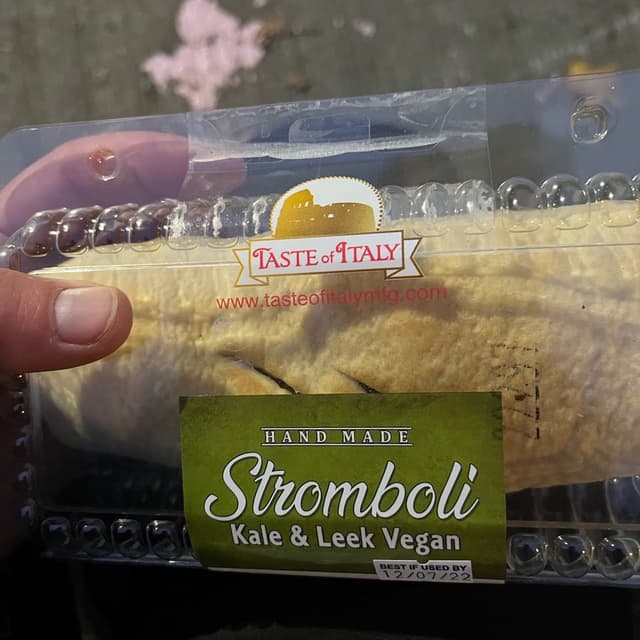 TASTE of ITALY
www.tasteofitalymfg.com
HAND MADE
Stromboli
Kale & Leek Vegan
BEST IF USED BY
12/07/22